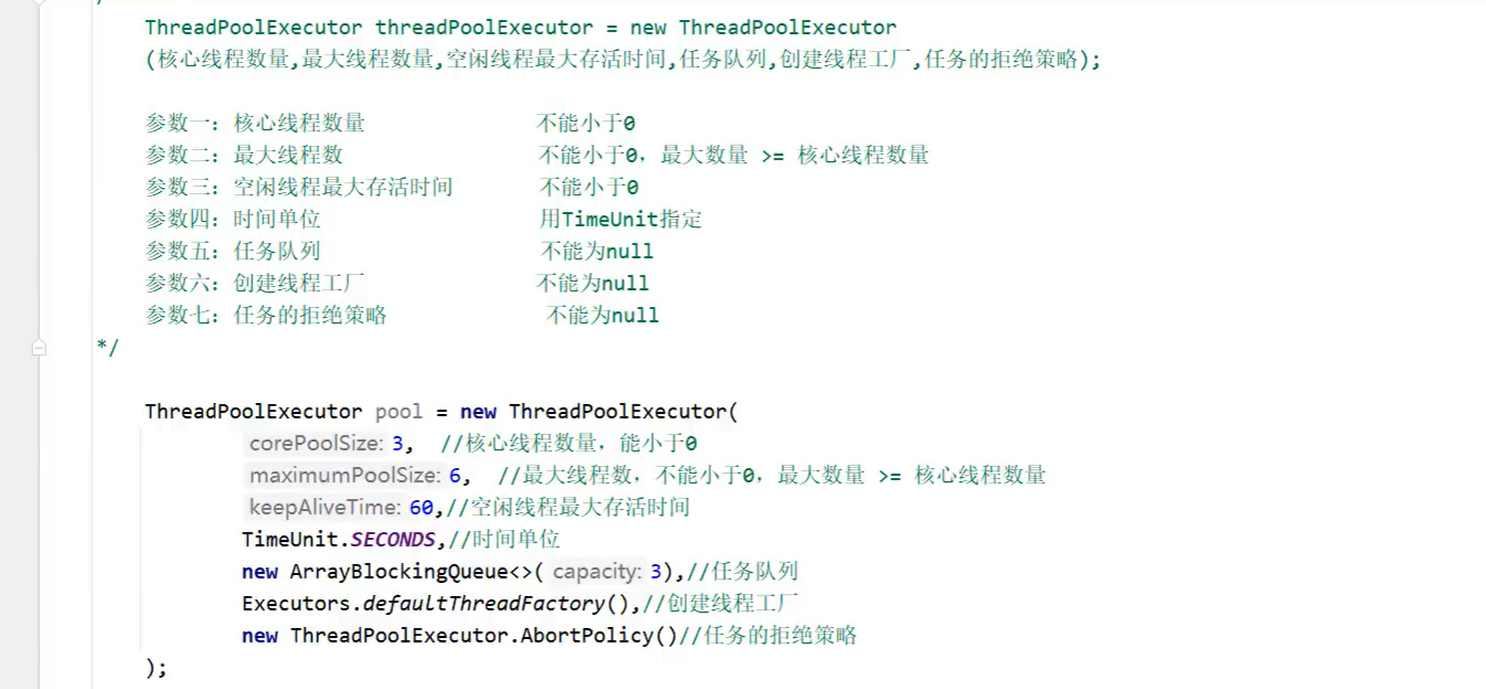 ThreadPoolExecutor threadPoolExecutor = new ThreadPoolExecutor
(核心线程数量,最大线程数量,空闲线程最大存活时间,任务队列,创建线程工厂,任务的拒绝策略);
参数一：核心线程数量 不能小于0
参数二：最大线程数 不能小于0，最大数量 >= 核心线程数量
参数三：空闲线程最大存活时间 不能小于0
参数四：时间单位 用TimeUnit指定
参数五：任务队列 不能为null
参数六：创建线程工厂 不能为null
参数七：任务的拒绝策略 不能为null
*/
ThreadPoolExecutor pool = new ThreadPoolExecutor(
corePoolSize: 3, //核心线程数量，能小于0
maximumPoolSize: 6, //最大线程数，不能小于0，最大数量 >= 核心线程数量
keepAliveTime: 60,//空闲线程最大存活时间
TimeUnit.SECONDS,//时间单位
new ArrayBlockingQueue<>( capacity: 3),//任务队列
Executors.defaultThreadFactory(),//创建线程工厂
new ThreadPoolExecutor.AbortPolicy()//任务的拒绝策略
);